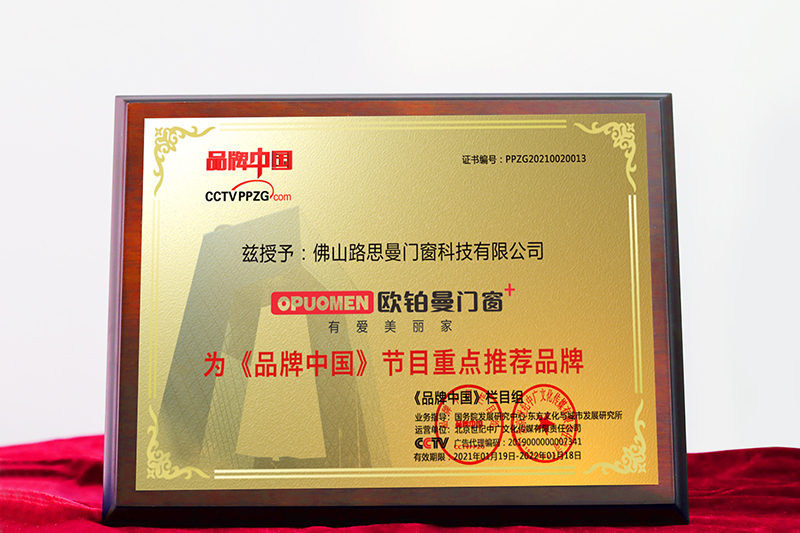 品牌中国
CCTVPPZG.com
证书编号：PPZG20210020013
兹授予：佛山路思曼门窗科技有限公司
OPUOMEN 欧铂曼门窗+
有爱美丽家
为《品牌中国》节目重点推荐品牌
《品牌中国》栏目组
业务指导：国务院发展研究中心·东方文化与城市发展研究所
运营单位：北京世纪中广文化传媒有限责任公司
CCTV 广告代理编码：2019000000007341
有效期限：2021年01月19日-2022年01月18日